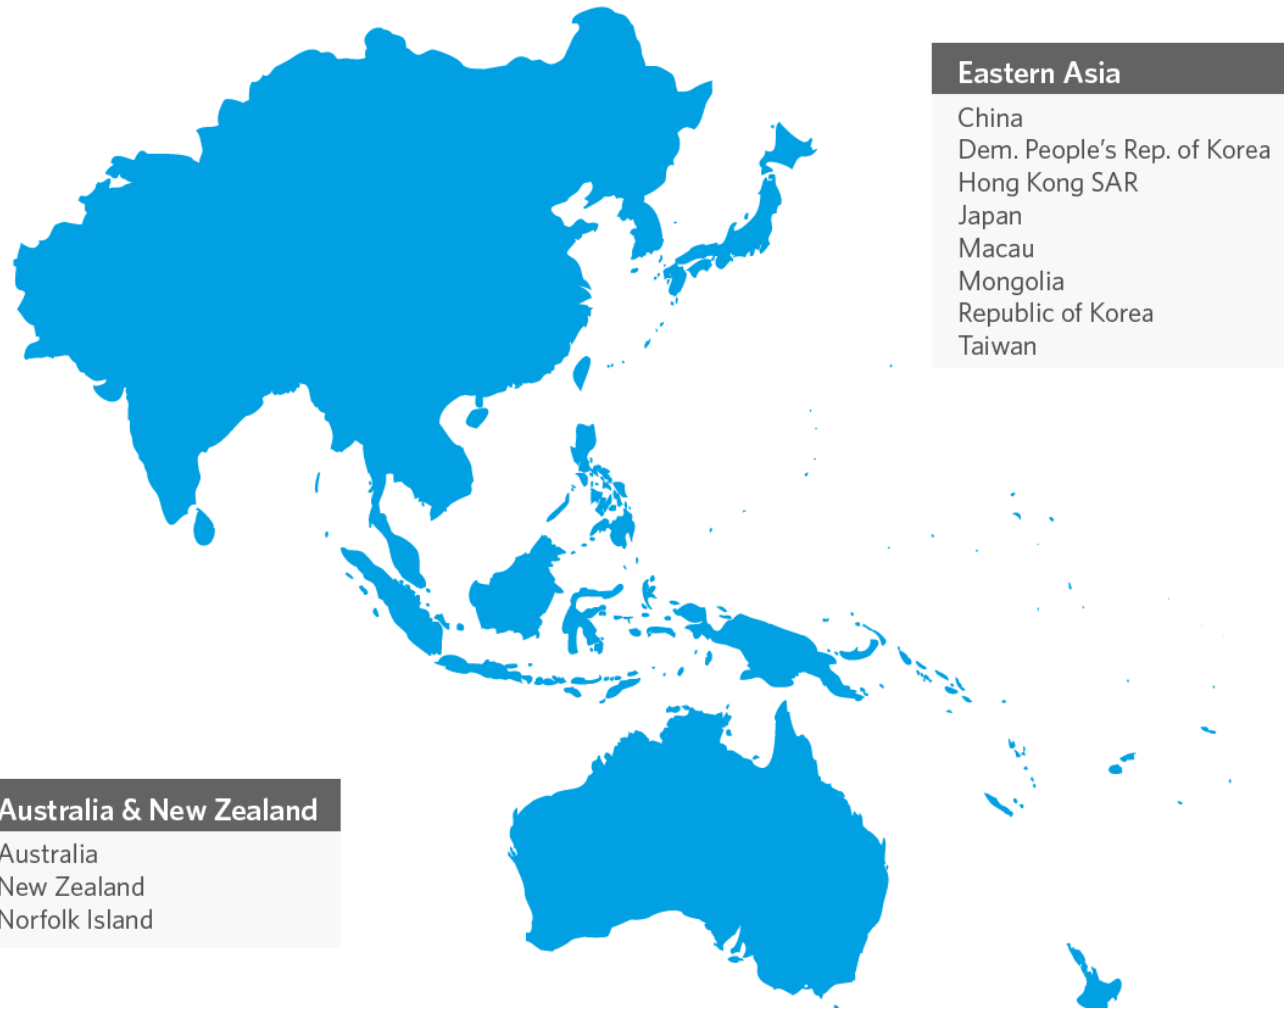 Eastern Asia
China
Dem. People's Rep. of Korea
Hong Kong SAR
Japan
Macau
Mongolia
Republic of Korea
Taiwan
Australia & New Zealand
Australia
New Zealand
Norfolk Island